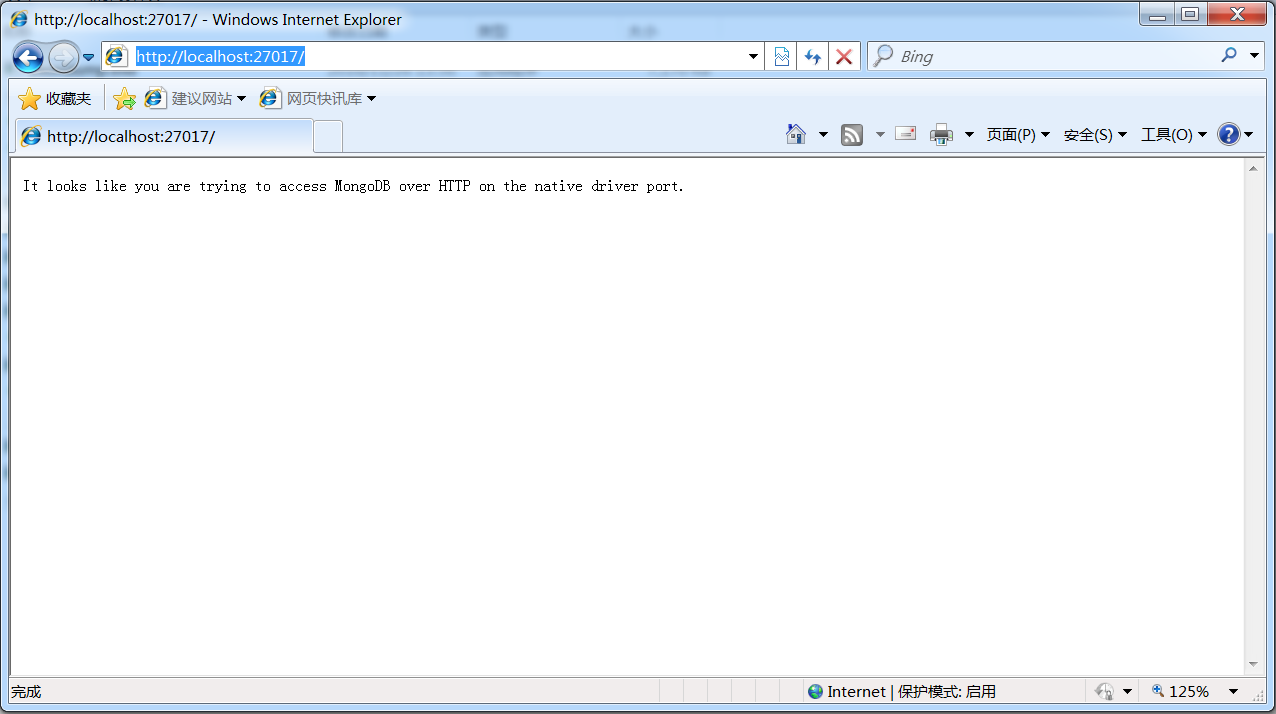 http://localhost:27017/ - Windows Internet Explorer
http://localhost:27017/
Bing
收藏夹
建议网站
网页快讯库
http://localhost:27017/
页面(P)
安全(S)
工具(O)
It looks like you are trying to access MongoDB over HTTP on the native driver port.
完成
Internet | 保护模式: 启用
125%